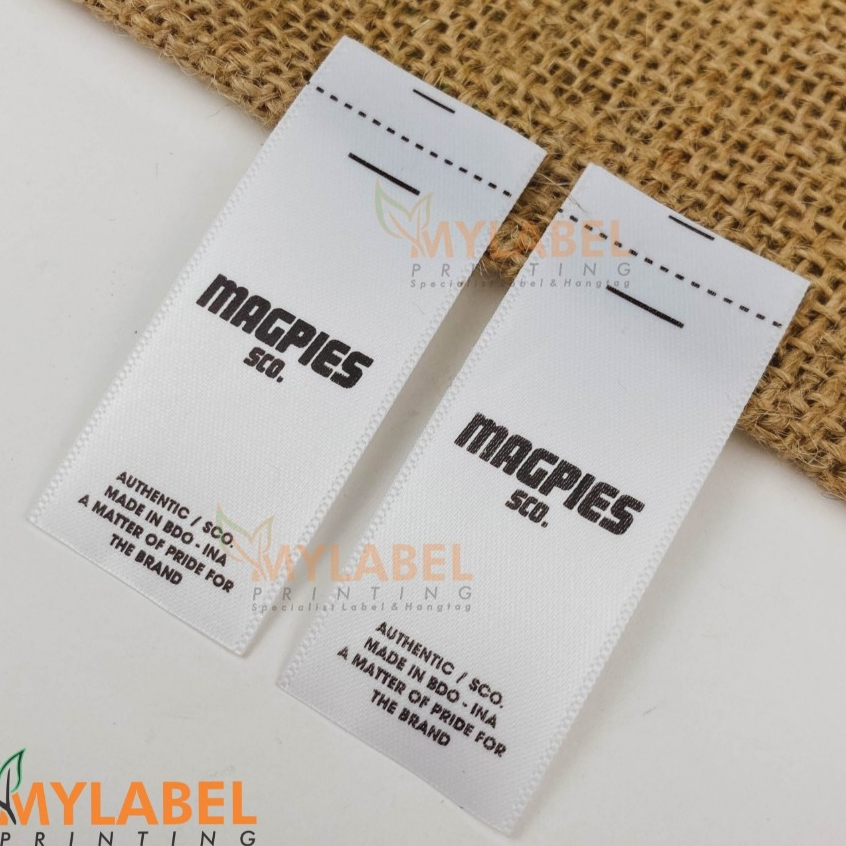 MAGPIES
SCO.
AUTHENTIC / SCO.
MADE IN BDO - INA
A MATTER OF PRIDE FOR
THE BRAND
MAGPIES
SCO.
AUTHENTIC / SCO.
MADE IN BDO - INA
A MATTER OF PRIDE FOR
THE BRAND
MYLABEL
PRINTING
Specialist Label & Hangtag
MYLABEL
PRINTING
Specialist Label & Hangtag
MYLABEL
PRINTING